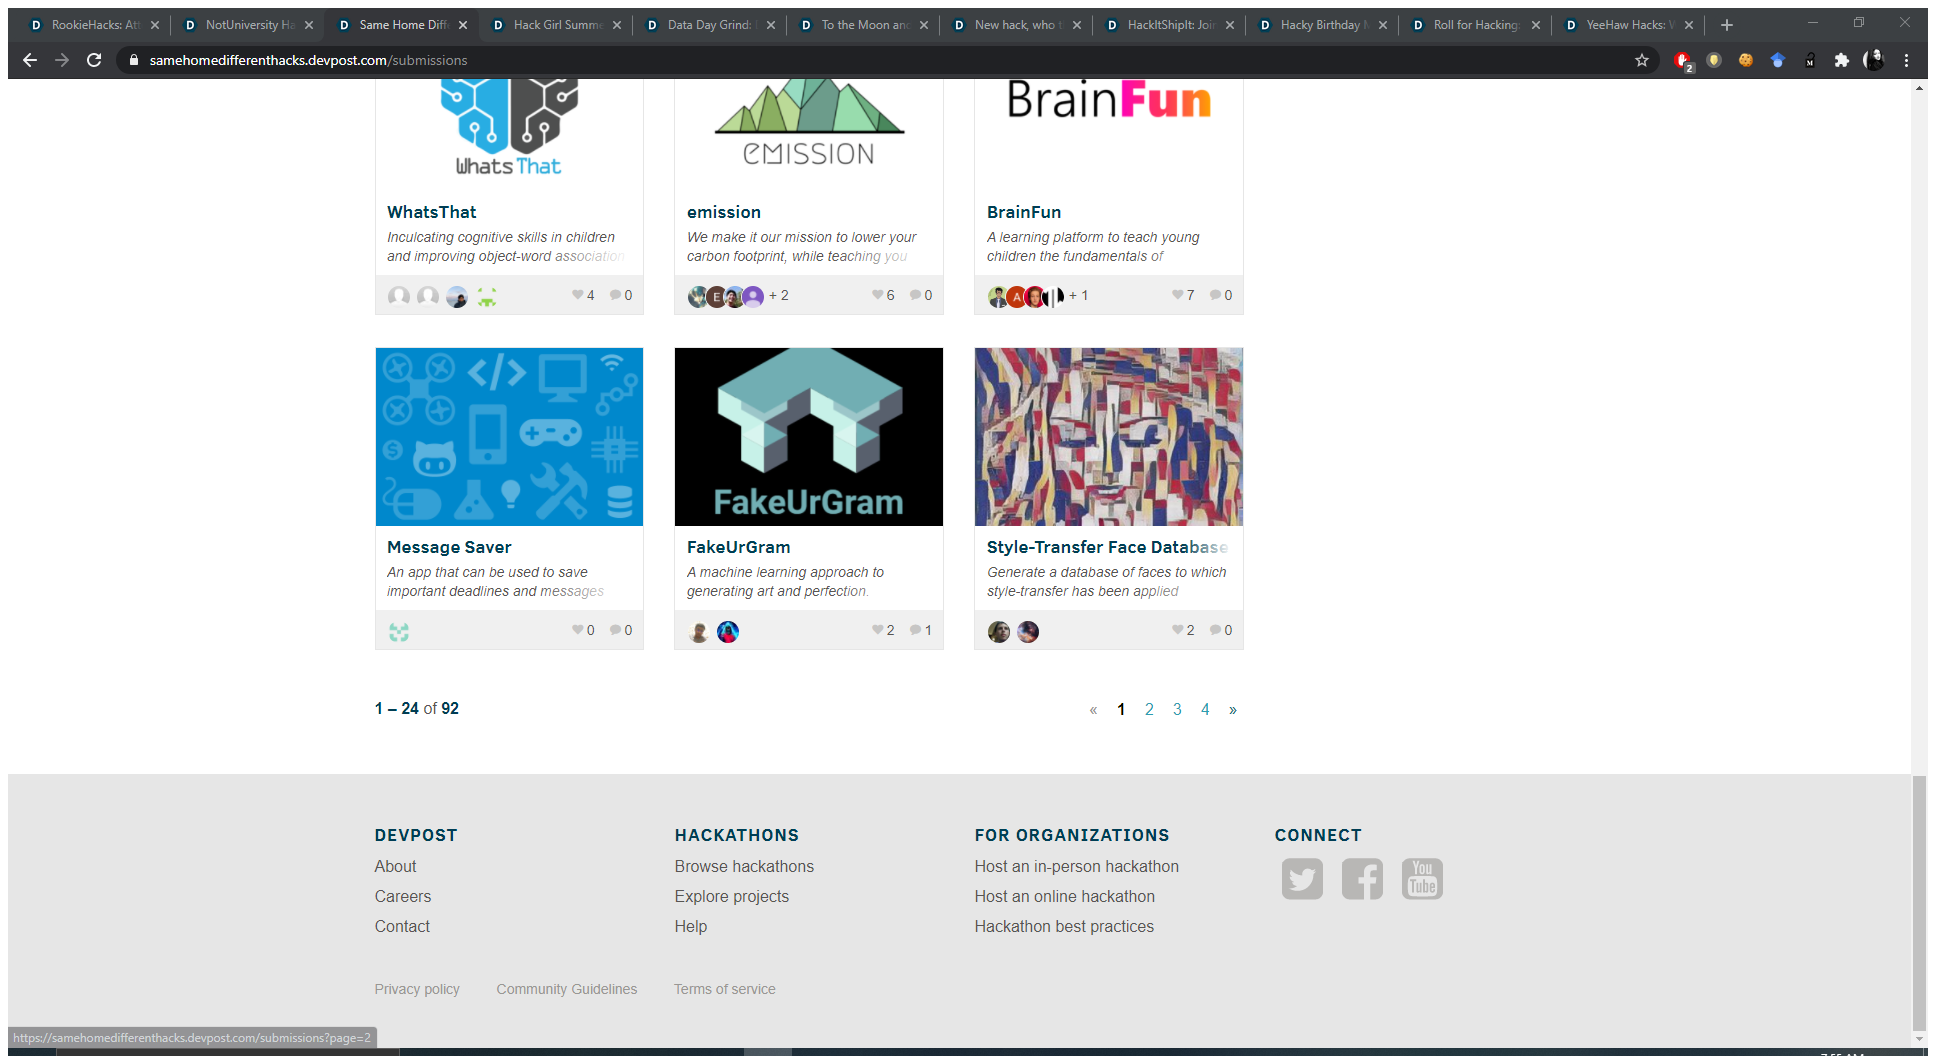 RookieHacks: Att
NotUniversity Ha
Same Home Diffe
Hack Girl Summe
Data Day Grind:
To the Moon and
New hack, who t
HackItShipIt: Join
Hacky Birthday M
Roll for Hacking:
YeeHaw Hacks: W
samehomedifferenthacks.devpost.com/submissions
2
M
WhatsThat
eMISSION
BrainFun
WhatsThat
Inculcating cognitive skills in children
and improving object-word association
4 0
emission
We make it our mission to lower your
carbon footprint, while teaching you
E + 2 6 0
BrainFun
A learning platform to teach young
children the fundamentals of
A + 1 7 0
FakeUrGram
Message Saver
An app that can be used to save
important deadlines and messages
0 0
FakeUrGram
A machine learning approach to
generating art and perfection.
2 1
Style-Transfer Face Database
Generate a database of faces to which
style-transfer has been applied
2 0
1 – 24 of 92
« 1 2 3 4 »
DEVPOST
About
Careers
Contact
HACKATHONS
Browse hackathons
Explore projects
Help
FOR ORGANIZATIONS
Host an in-person hackathon
Host an online hackathon
Hackathon best practices
CONNECT
You
Tube
Privacy policy Community Guidelines Terms of service
https://samehomedifferenthacks.devpost.com/submissions?page=2